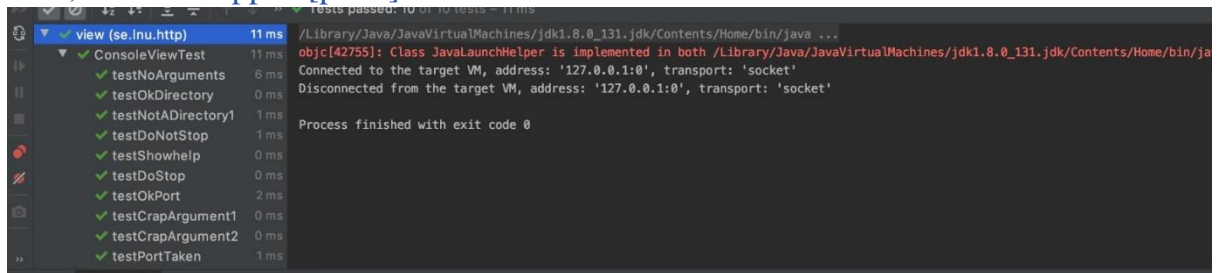 Tests passed: 10 of 10 tests – 11 ms
view (se.lnu.http) 11 ms
ConsoleViewTest 11 ms
testNoArguments 6 ms
testOkDirectory 0 ms
testNotADirectory1 1 ms
testDoNotStop 1 ms
testShowhelp 0 ms
testDoStop 0 ms
testOkPort 2 ms
testCrapArgument1 0 ms
testCrapArgument2 0 ms
testPortTaken 1 ms
/Library/Java/JavaVirtualMachines/jdk1.8.0_131.jdk/Contents/Home/bin/java ...
objc[42755]: Class JavaLaunchHelper is implemented in both /Library/Java/JavaVirtualMachines/jdk1.8.0_131.jdk/Contents/Home/bin/ja
Connected to the target VM, address: '127.0.0.1:0', transport: 'socket'
Disconnected from the target VM, address: '127.0.0.1:0', transport: 'socket'
Process finished with exit code 0